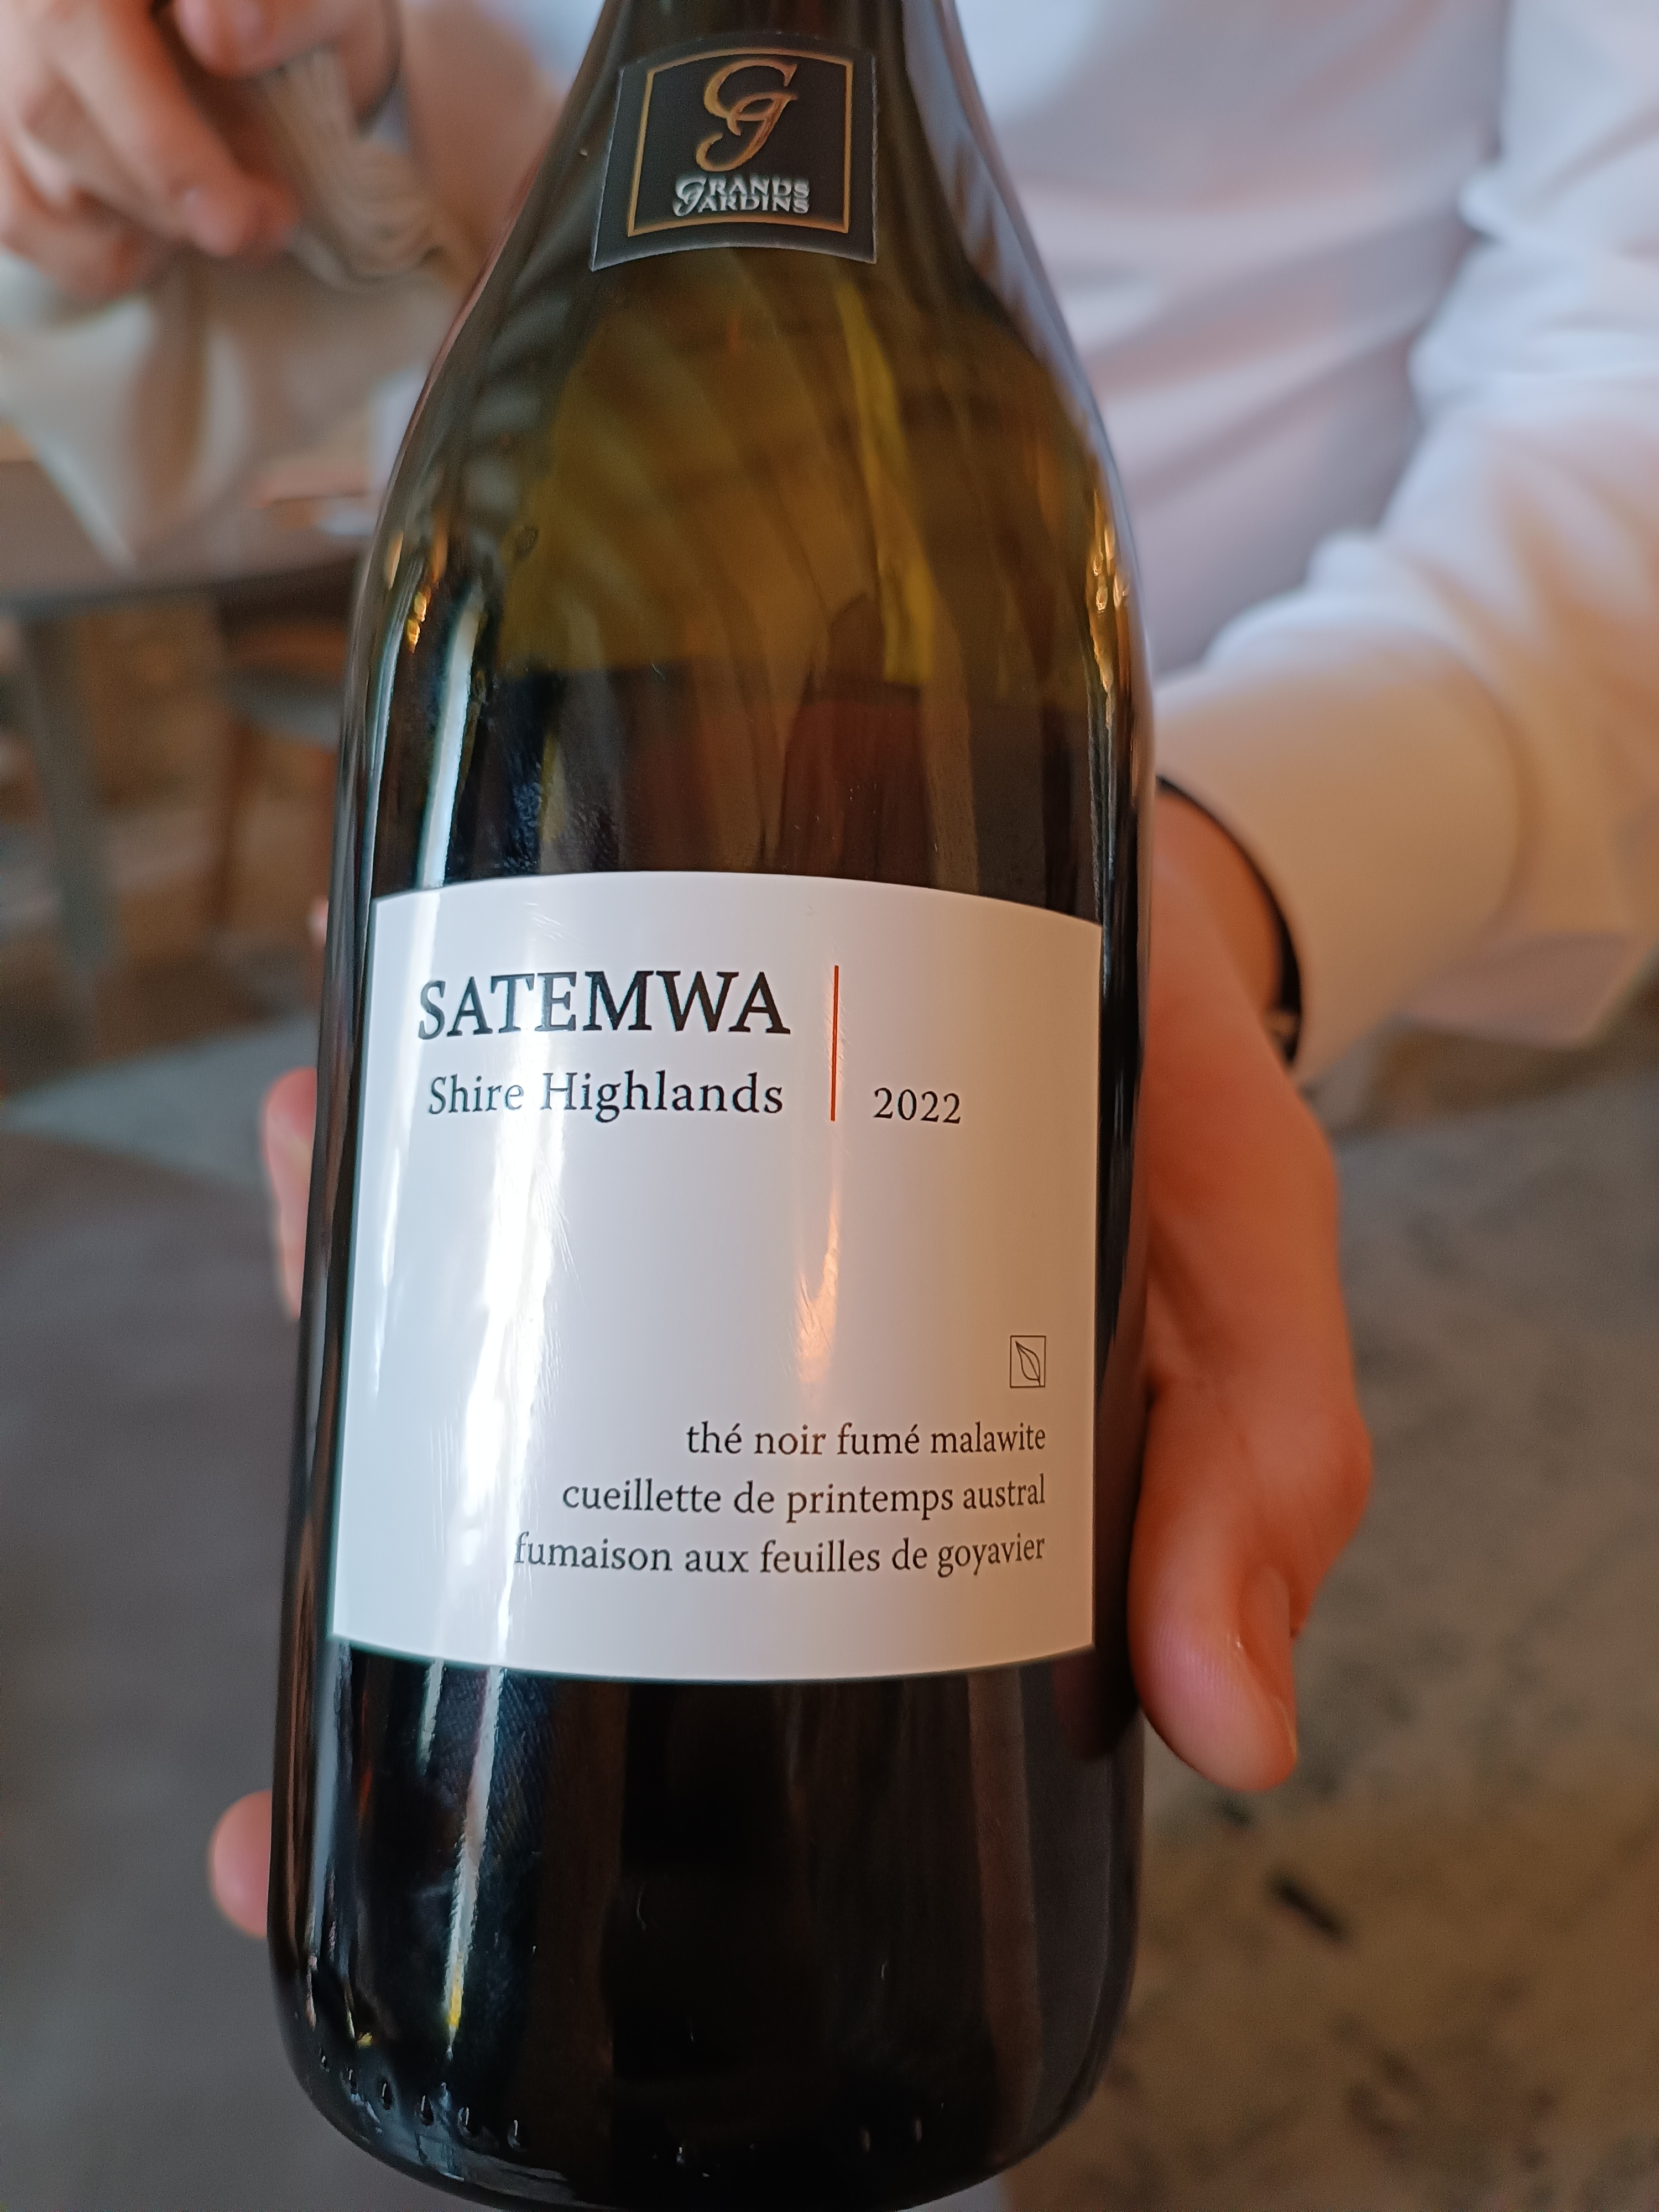 G J
GRANDS
JARDINS
SATEMWA
Shire Highlands
2022
thé noir fumé malawite
cueillette de printemps austral
fumaison aux feuilles de goyavier